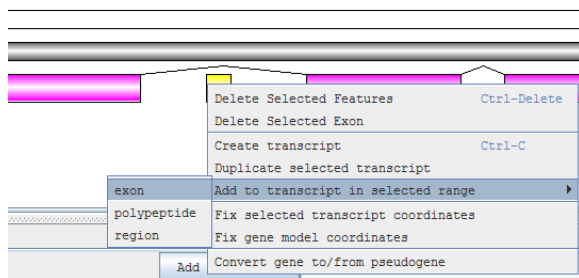 Delete Selected Features Ctrl-Delete
Delete Selected Exon
Create transcript Ctrl-C
Duplicate selected transcript
Add to transcript in selected range
exon
polypeptide
region
Fix selected transcript coordinates
Fix gene model coordinates
Convert gene to/from pseudogene
Add